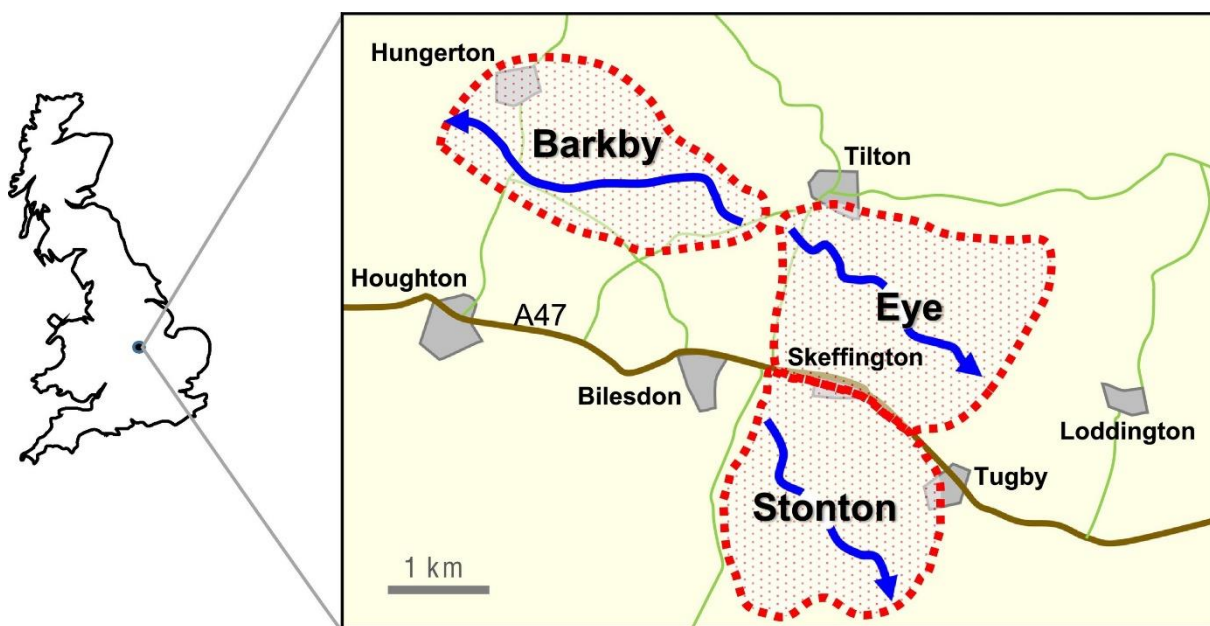 Hungerton
Barkby
Tilton
Houghton
A47
Eye
Skeffington
Bilesdon
Loddington
Tugby
Stonton
1 km